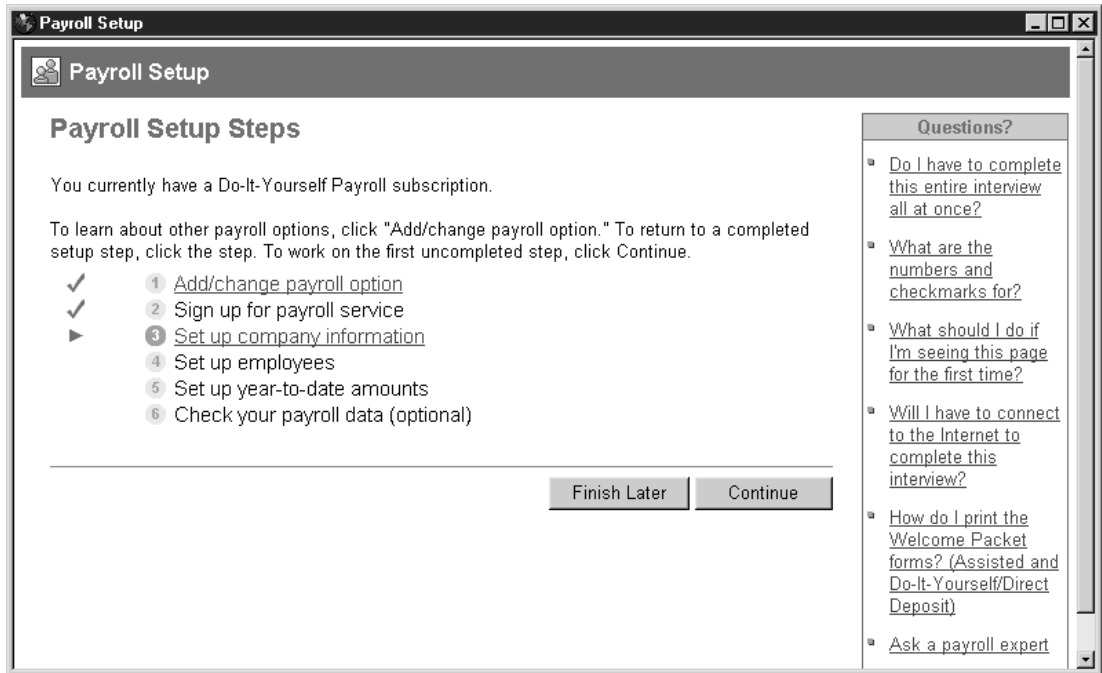 Payroll Setup
Payroll Setup
Payroll Setup Steps
You currently have a Do-It-Yourself Payroll subscription.
To learn about other payroll options, click "Add/change payroll option." To return to a completed
setup step, click the step. To work on the first uncompleted step, click Continue.
1 Add/change payroll option
2 Sign up for payroll service
3 Set up company information
4 Set up employees
5 Set up year-to-date amounts
6 Check your payroll data (optional)
Finish Later
Continue
Questions?
Do I have to complete
this entire interview
all at once?
What are the
numbers and
checkmarks for?
What should I do if
I'm seeing this page
for the first time?
Will I have to connect
to the Internet to
complete this
interview?
How do I print the
Welcome Packet
forms? (Assisted and
Do-It-Yourself/Direct
Deposit)
Ask a payroll expert